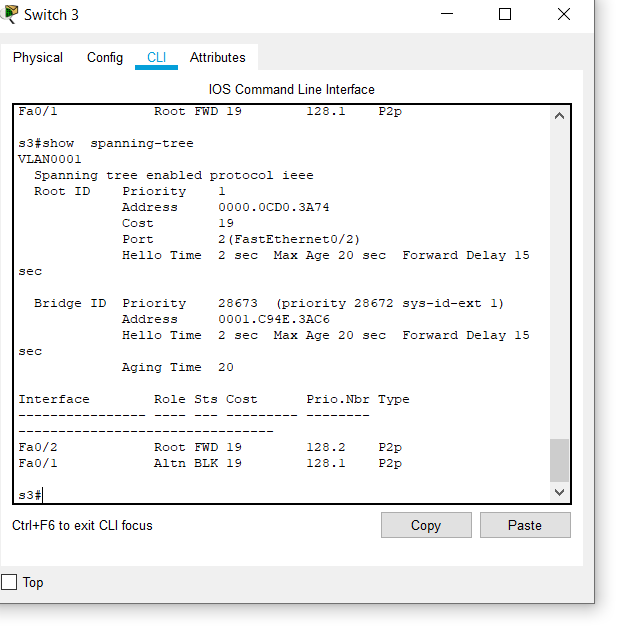 Switch 3
Physical Config CLI Attributes
IOS Command Line Interface
Fa0/1            Root FWD 19        128.1    P2p
s3#show  spanning-tree
VLAN0001
  Spanning tree enabled protocol ieee
  Root ID    Priority    1
             Address     0000.0CD0.3A74
             Cost        19
             Port        2(FastEthernet0/2)
             Hello Time  2 sec  Max Age 20 sec  Forward Delay 15
sec
  Bridge ID  Priority    28673  (priority 28672 sys-id-ext 1)
             Address     0001.C94E.3AC6
             Hello Time  2 sec  Max Age 20 sec  Forward Delay 15
sec
             Aging Time  20
Interface        Role Sts Cost      Prio.Nbr Type
---------------- ---- --- --------- --------
--------------------------------
Fa0/2            Root FWD 19        128.2    P2p
Fa0/1            Altn BLK 19        128.1    P2p
s3#
Ctrl+F6 to exit CLI focus
Copy Paste
Top